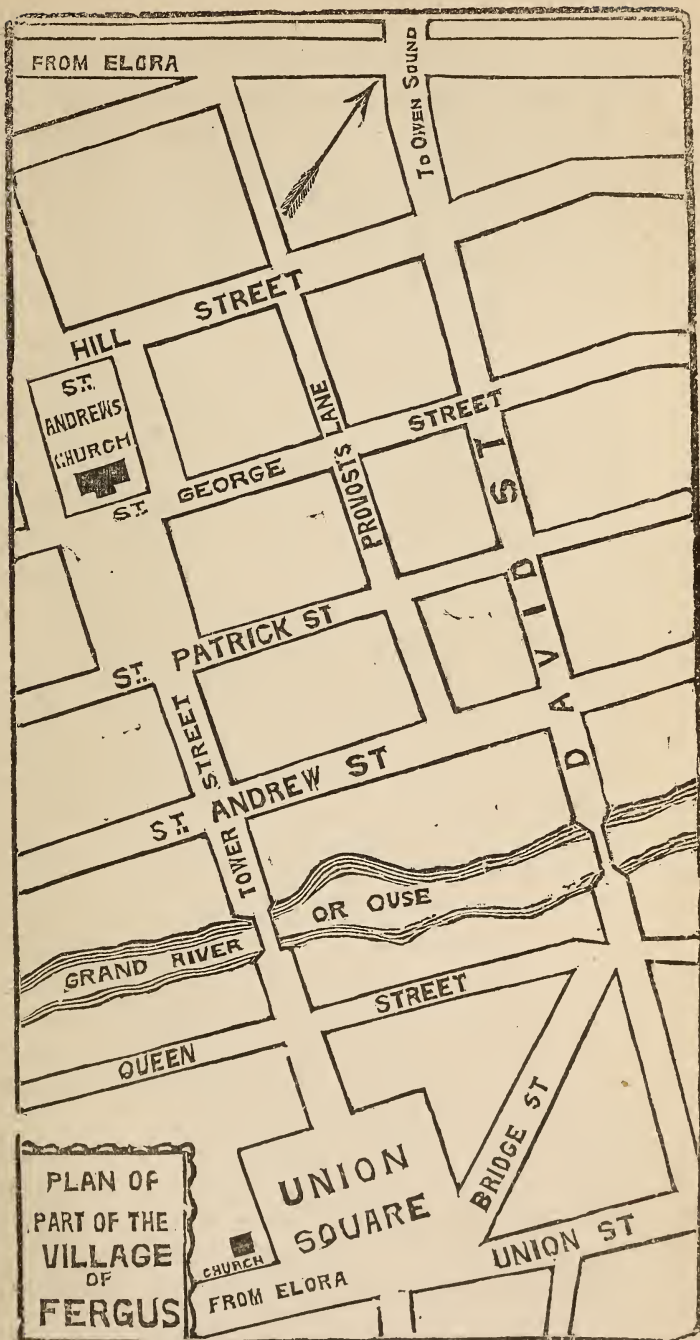 FROM ELORA
TO OWEN SOUND
HILL STREET
ST. ANDREWS CHURCH
PROVOSTS LANE
ST. GEORGE STREET
DAVID ST
ST. PATRICK ST
TOWER STREET
ST. ANDREW ST
GRAND RIVER OR OUSE
QUEEN STREET
BRIDGE ST
UNION SQUARE
CHURCH
UNION ST
FROM ELORA
PLAN OF
PART OF THE
VILLAGE
OF
FERGUS